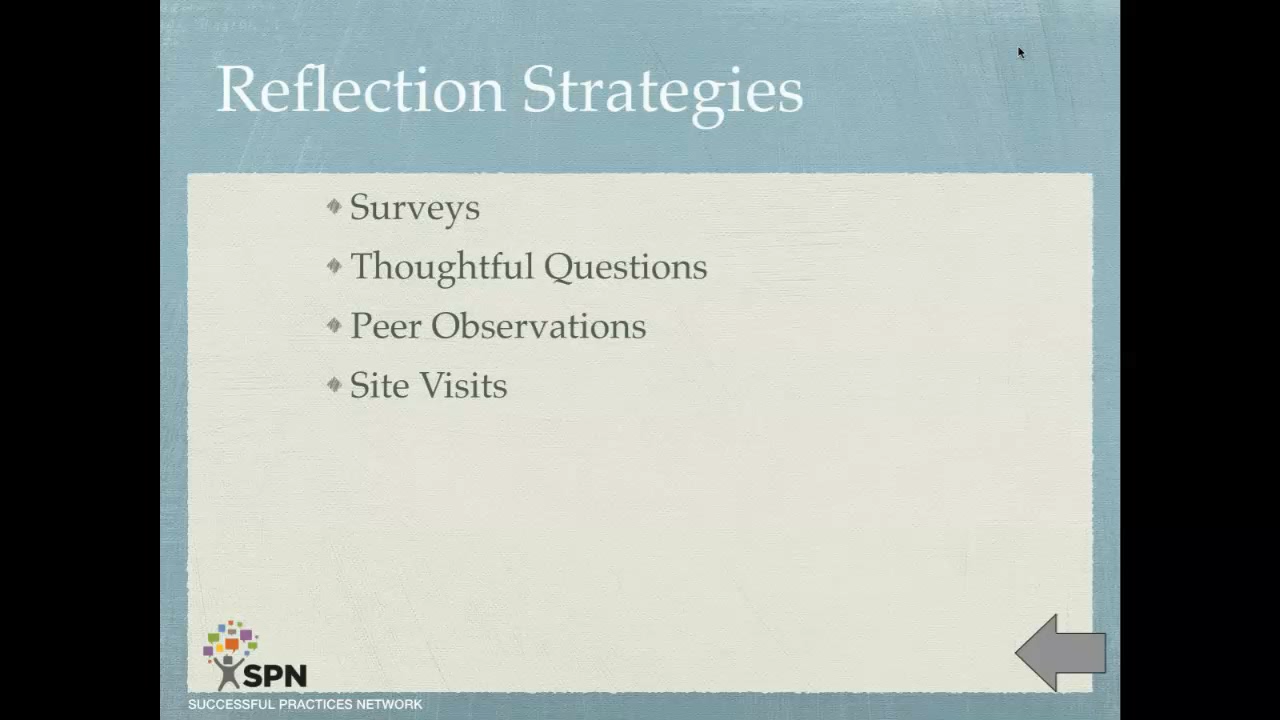 Reflection Strategies
Surveys
Thoughtful Questions
Peer Observations
Site Visits
SPN
SUCCESSFUL PRACTICES NETWORK